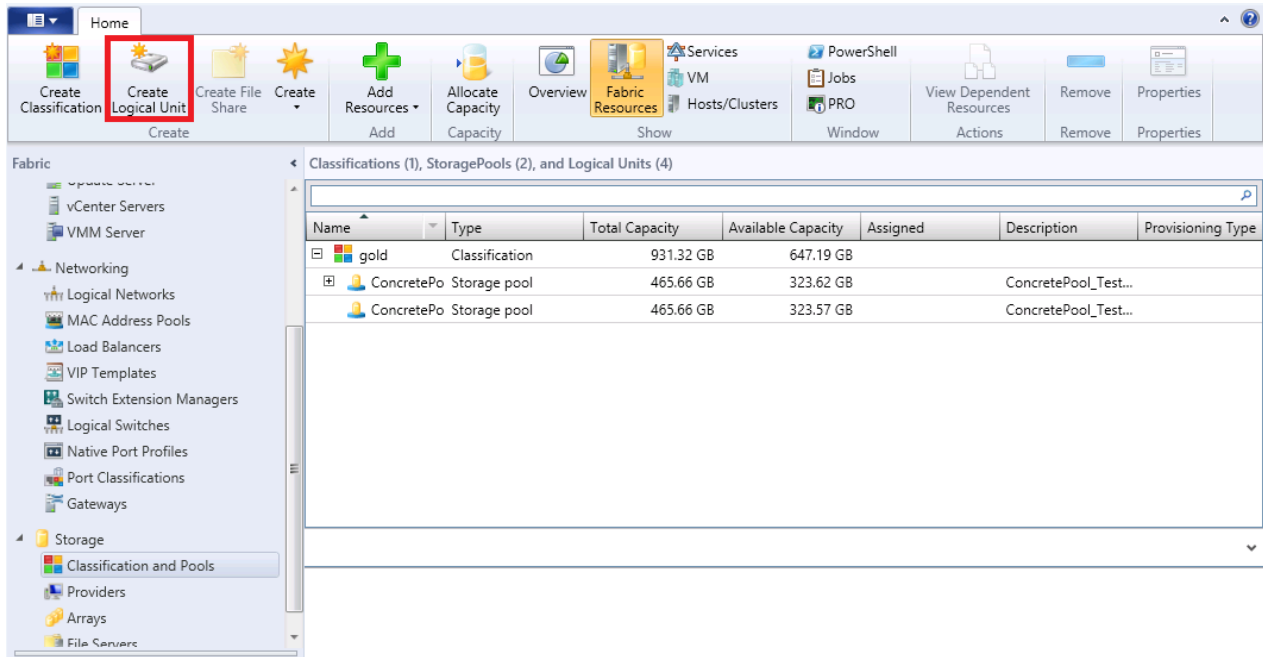 Home
Create Classification
Create Logical Unit
Create File Share
Create
Add Resources
Allocate Capacity
Overview
Fabric Resources
Services
VM
Hosts/Clusters
PowerShell
Jobs
PRO
View Dependent Resources
Remove
Properties
Create
Add
Capacity
Show
Window
Actions
Remove
Properties
Fabric
Update Server
vCenter Servers
VMM Server
Networking
Logical Networks
MAC Address Pools
Load Balancers
VIP Templates
Switch Extension Managers
Logical Switches
Native Port Profiles
Port Classifications
Gateways
Storage
Classification and Pools
Providers
Arrays
File Servers
Classifications (1), StoragePools (2), and Logical Units (4)
Name Type Total Capacity Available Capacity Assigned Description Provisioning Type
gold Classification 931.32 GB 647.19 GB
ConcretePo Storage pool 465.66 GB 323.62 GB ConcretePool_Test...
ConcretePo Storage pool 465.66 GB 323.57 GB ConcretePool_Test...